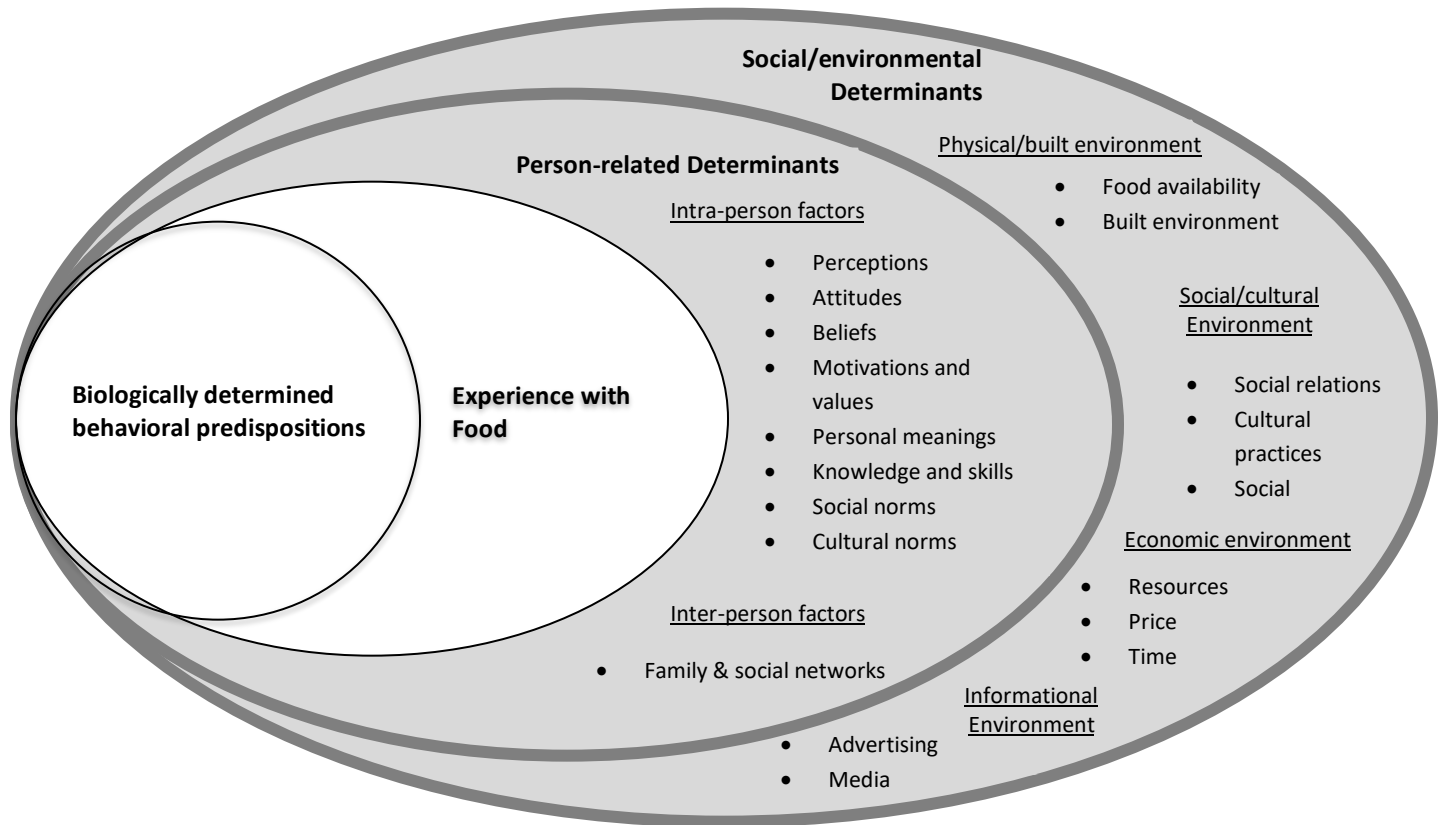 Social/environmental
Determinants
Physical/built environment
• Food availability
• Built environment
Social/cultural
Environment
• Social relations
• Cultural
practices
• Social
Economic environment
• Resources
• Price
• Time
Informational
Environment
• Advertising
• Media
Person-related Determinants
Intra-person factors
• Perceptions
• Attitudes
• Beliefs
• Motivations and
values
• Personal meanings
• Knowledge and skills
• Social norms
• Cultural norms
Inter-person factors
• Family & social networks
Experience with
Food
Biologically determined
behavioral predispositions